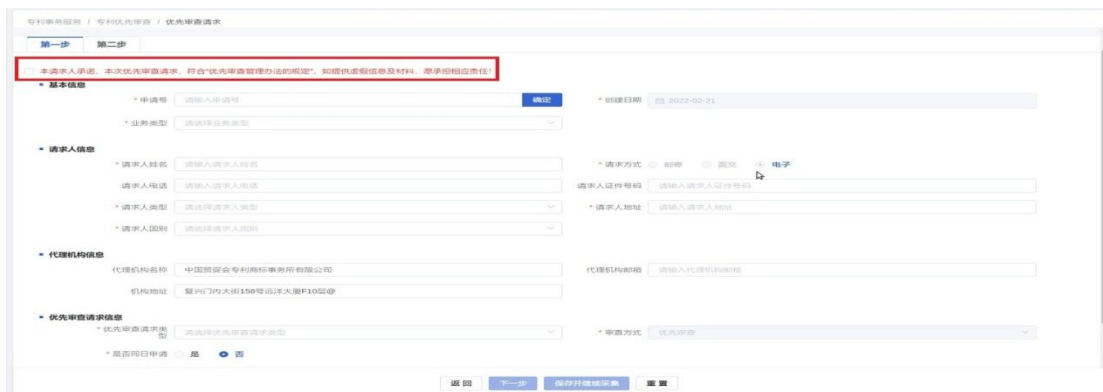 专利事务服务 / 专利优先审查 / 优先审查请求
第一步 第二步
本请求人承诺,本次优先审查请求,符合“优先审查管理办法的规定”,如提供虚假信息及材料,愿承担相应责任!
基本信息
* 申请号 请输入申请号 确定 * 创建日期 2022-02-21
* 业务类型 请选择业务类型
请求人信息
* 请求人姓名 请输入请求人姓名 * 请求方式 邮寄 面交 电子
请求人电话 请输入请求人电话 请求人证件号码 请输入请求人证件号码
* 请求人类型 请选择请求人类型 * 请求人地址 请输入请求人地址
* 请求人国别 请选择请求人国别
代理机构信息
代理机构名称 中国贸促会专利商标事务所有限公司 代理机构邮箱 请输入代理机构邮箱
机构地址 复兴门内大街158号远洋大厦F10层@
优先审查请求信息
* 优先审查请求类型 请选择优先审查请求类型 * 审查方式 优先审查
* 是否同日申请 是 否
返回 下一步 保存并继续采集 重置